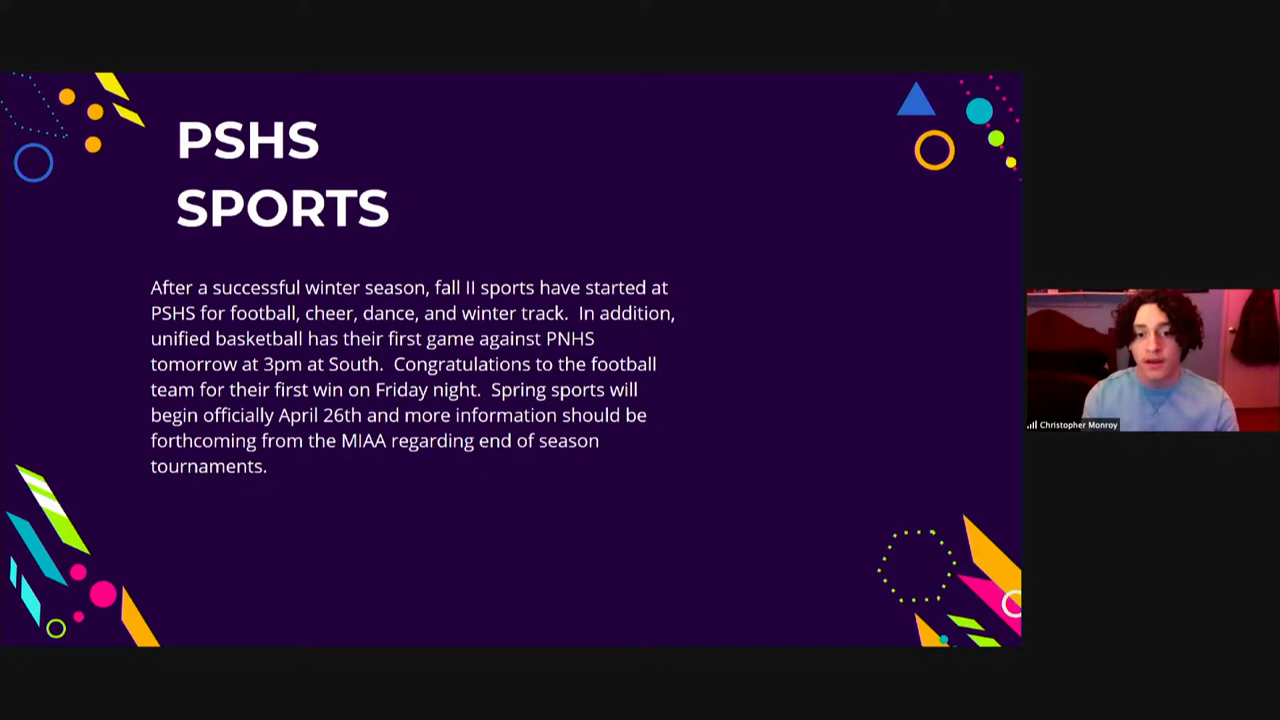 PSHS
SPORTS
After a successful winter season, fall II sports have started at
PSHS for football, cheer, dance, and winter track.  In addition,
unified basketball has their first game against PNHS
tomorrow at 3pm at South.  Congratulations to the football
team for their first win on Friday night.  Spring sports will
begin officially April 26th and more information should be
forthcoming from the MIAA regarding end of season
tournaments.
Christopher Monroy